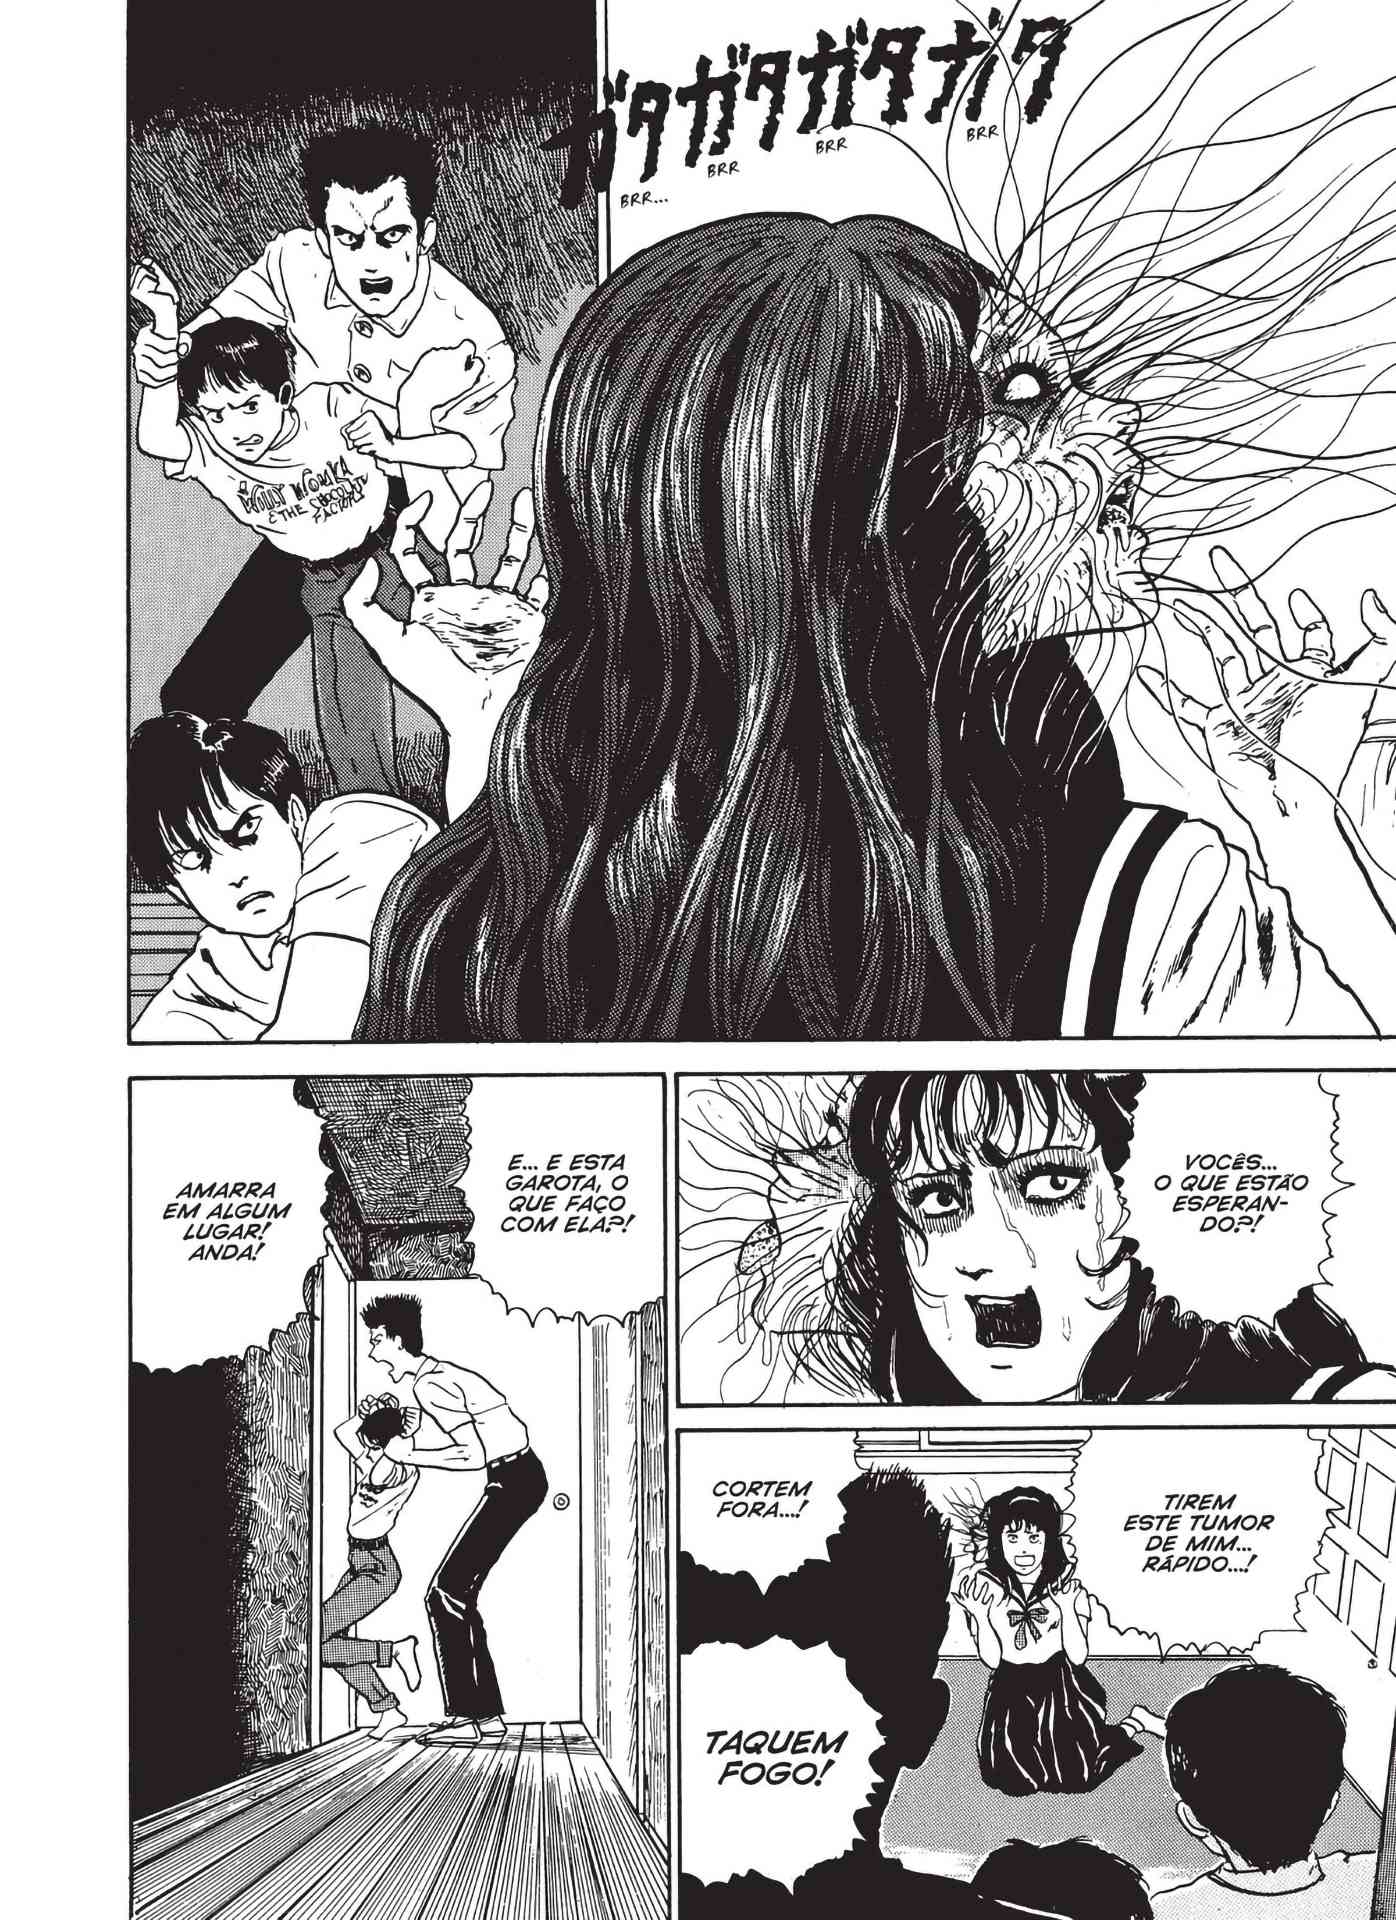 ガタガタガタガタ
BRR...
BRR
BRR
BRR
WILLY WONKA
& THE CHOCOLATE
FACTORY
VOCÊS...
O QUE ESTÃO
ESPERAN-
DO?!
E... E ESTA
GAROTA, O
QUE FAÇO
COM ELA?!
AMARRA
EM ALGUM
LUGAR!
ANDA!
TIREM
ESTE TUMOR
DE MIM...
RÁPIDO...!
CORTEM
FORA...!
TAQUEM
FOGO!